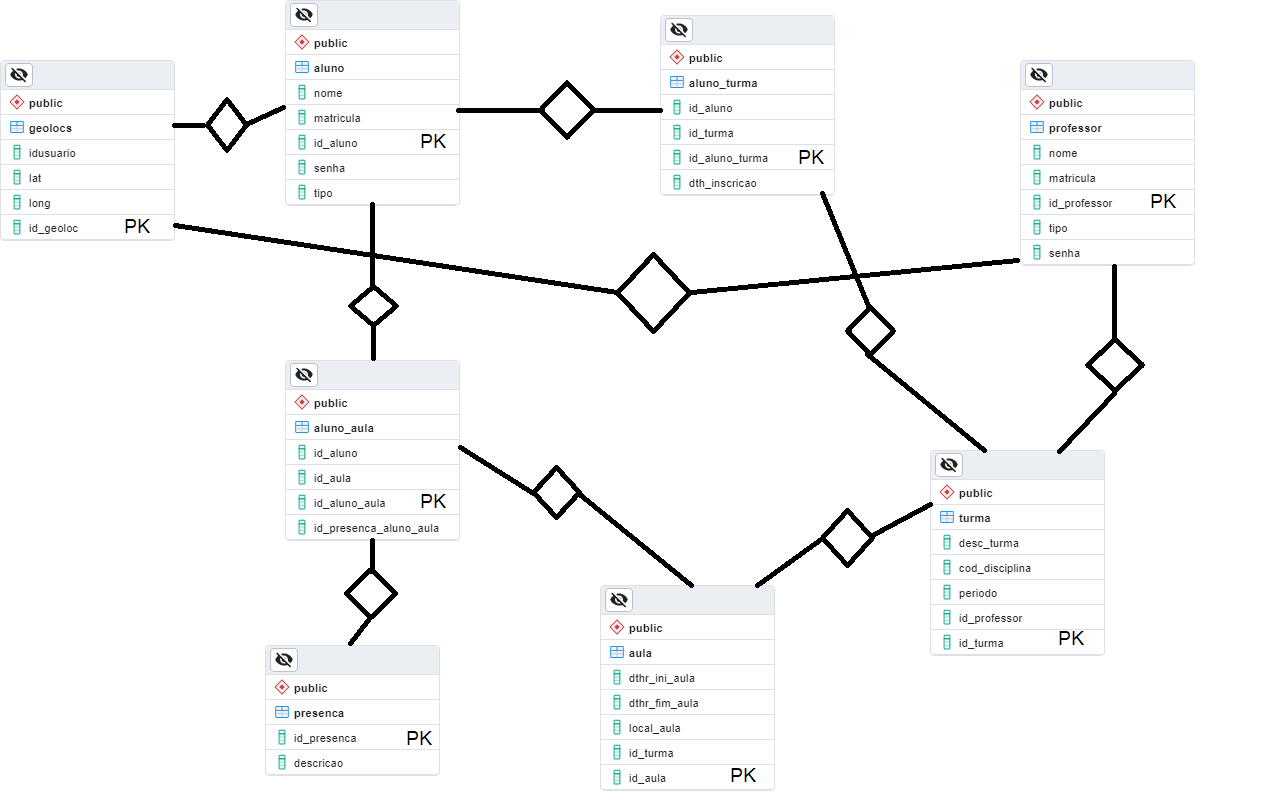 public
geolocs
idusuario
lat
long
id_geoloc PK
public
aluno
nome
matricula
id_aluno PK
senha
tipo
public
aluno_turma
id_aluno
id_turma
id_aluno_turma PK
dth_inscricao
public
professor
nome
matricula
id_professor PK
tipo
senha
public
aluno_aula
id_aluno
id_aula
id_aluno_aula PK
id_presenca_aluno_aula
public
turma
desc_turma
cod_disciplina
periodo
id_professor
id_turma PK
public
presenca
id_presenca PK
descricao
public
aula
dthr_ini_aula
dthr_fim_aula
local_aula
id_turma
id_aula PK